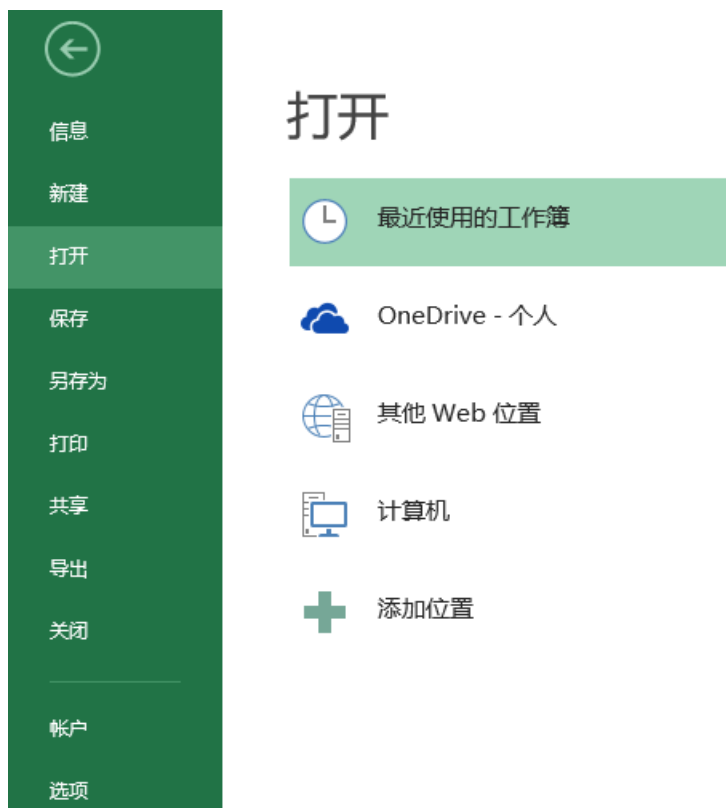 信息
新建
打开
保存
另存为
打印
共享
导出
关闭
帐户
选项
打开
最近使用的工作簿
OneDrive - 个人
其他 Web 位置
计算机
添加位置